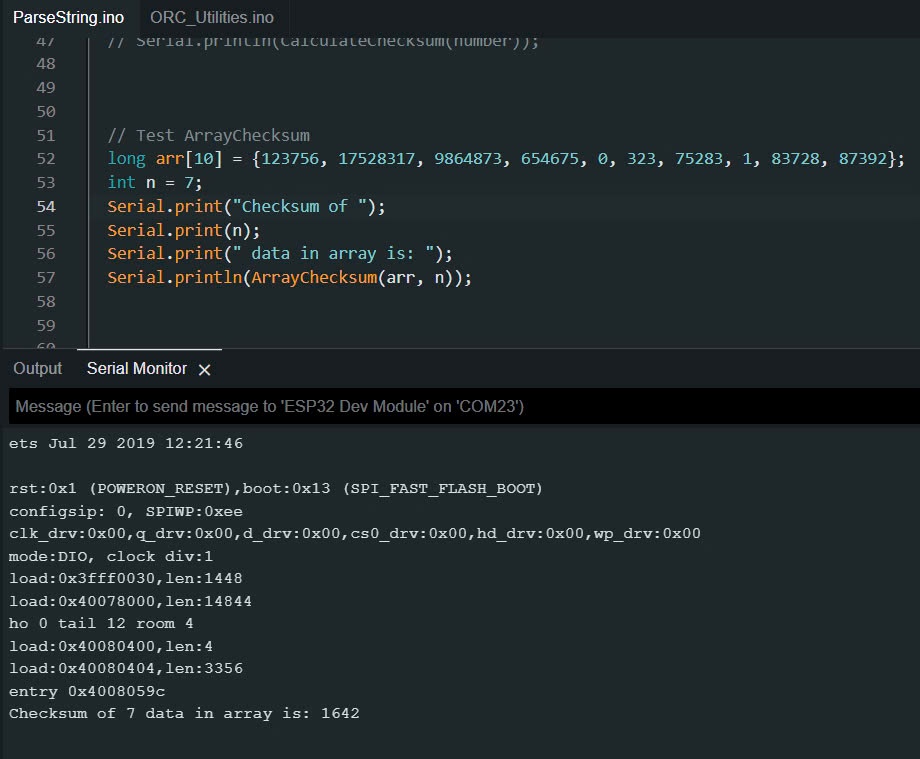 ParseString.ino ORC_Utilities.ino
47 // Serial.println(CalculateChecksum(number));
48
49
50
51 // Test ArrayChecksum
52 long arr[10] = {123756, 17528317, 9864873, 654675, 0, 323, 75283, 1, 83728, 87392};
53 int n = 7;
54 Serial.print("Checksum of ");
55 Serial.print(n);
56 Serial.print(" data in array is: ");
57 Serial.println(ArrayChecksum(arr, n));
58
59
60
Output Serial Monitor ×
Message (Enter to send message to 'ESP32 Dev Module' on 'COM23')
ets Jul 29 2019 12:21:46
rst:0x1 (POWERON_RESET),boot:0x13 (SPI_FAST_FLASH_BOOT)
configsip: 0, SPIWP:0xee
clk_drv:0x00,q_drv:0x00,d_drv:0x00,cs0_drv:0x00,hd_drv:0x00,wp_drv:0x00
mode:DIO, clock div:1
load:0x3fff0030,len:1448
load:0x40078000,len:14844
ho 0 tail 12 room 4
load:0x40080400,len:4
load:0x40080404,len:3356
entry 0x4008059c
Checksum of 7 data in array is: 1642